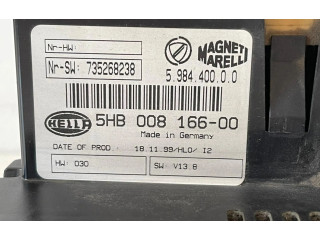 Nr-HW:
MAGNETI
MARELLI
Nr-SW: 735268238
5.984.400.0.0
HELLA
5HB 008 166-00
Made in Germany
DATE OF PROD.: 18.11.99/HL0/ I2
HW: 030
SW: V13.8